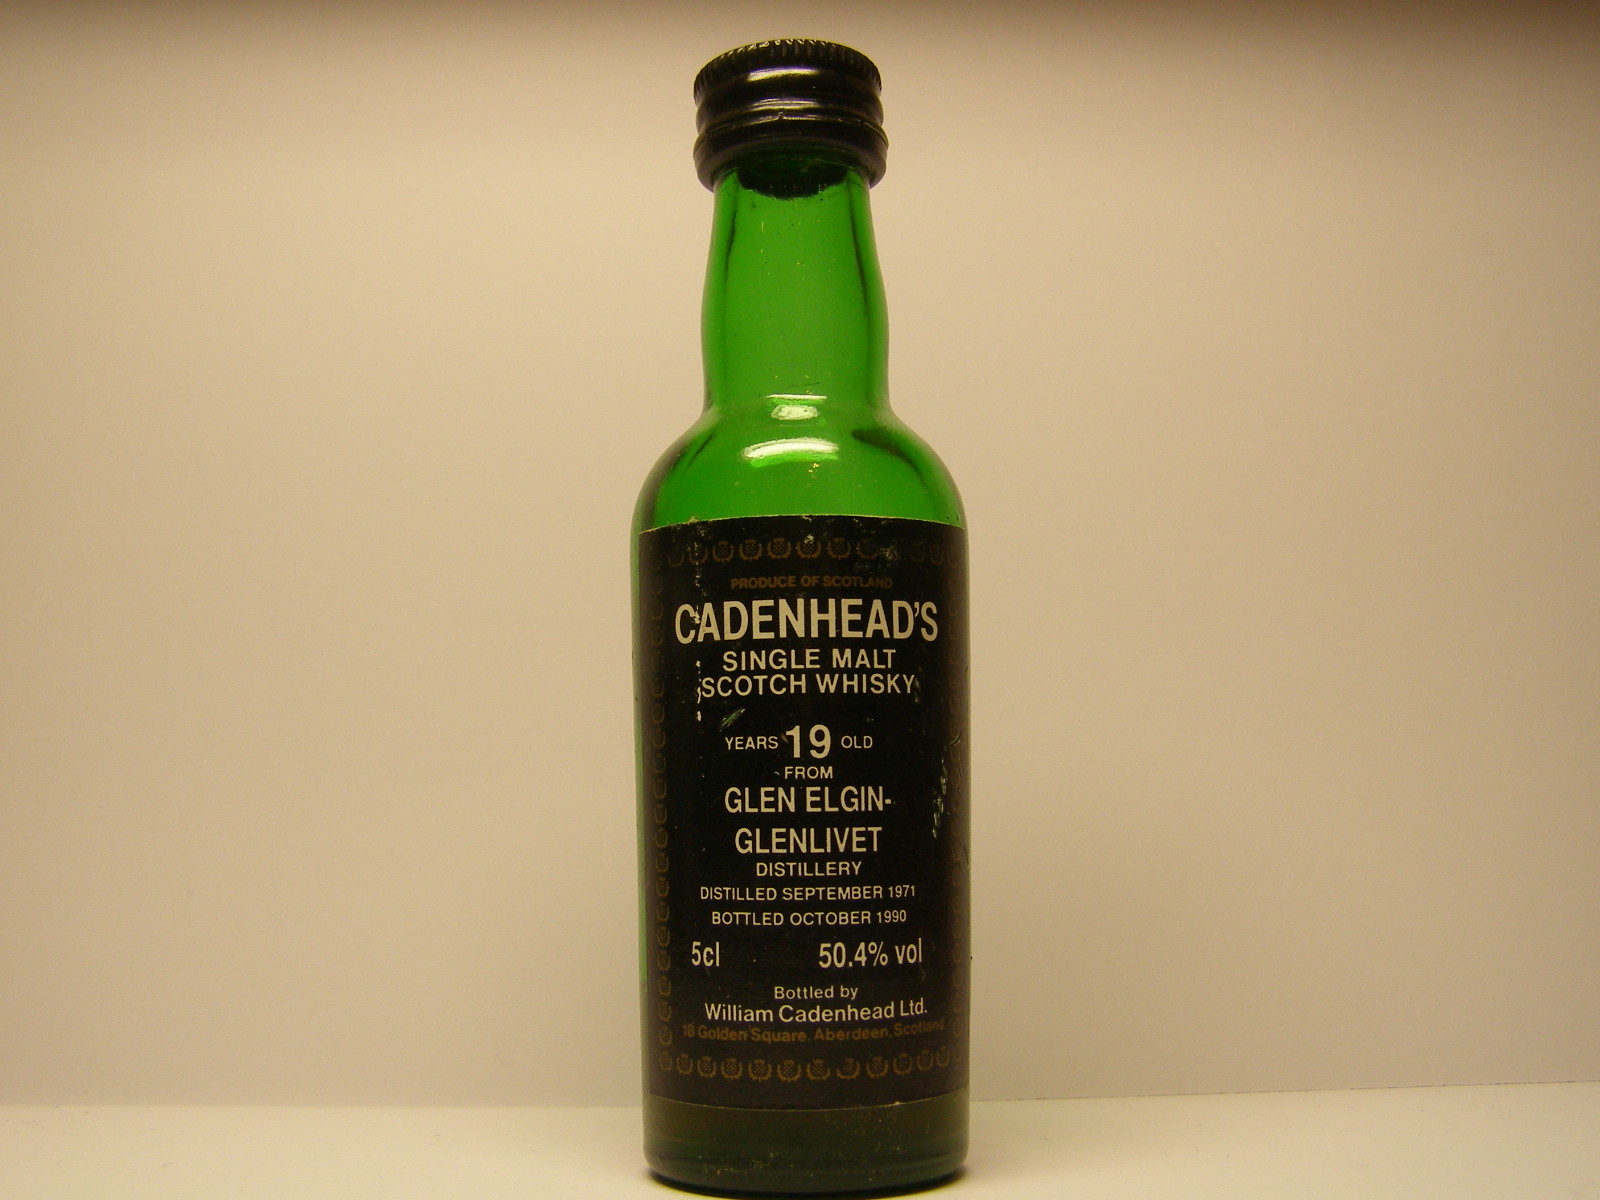 PRODUCE OF SCOTLAND
CADENHEAD'S
SINGLE MALT
SCOTCH WHISKY
YEARS 19 OLD
FROM
GLEN ELGIN-
GLENLIVET
DISTILLERY
DISTILLED SEPTEMBER 1971
BOTTLED OCTOBER 1990
5cl 50.4% vol
Bottled by
William Cadenhead Ltd.
18 Golden Square, Aberdeen, Scotland